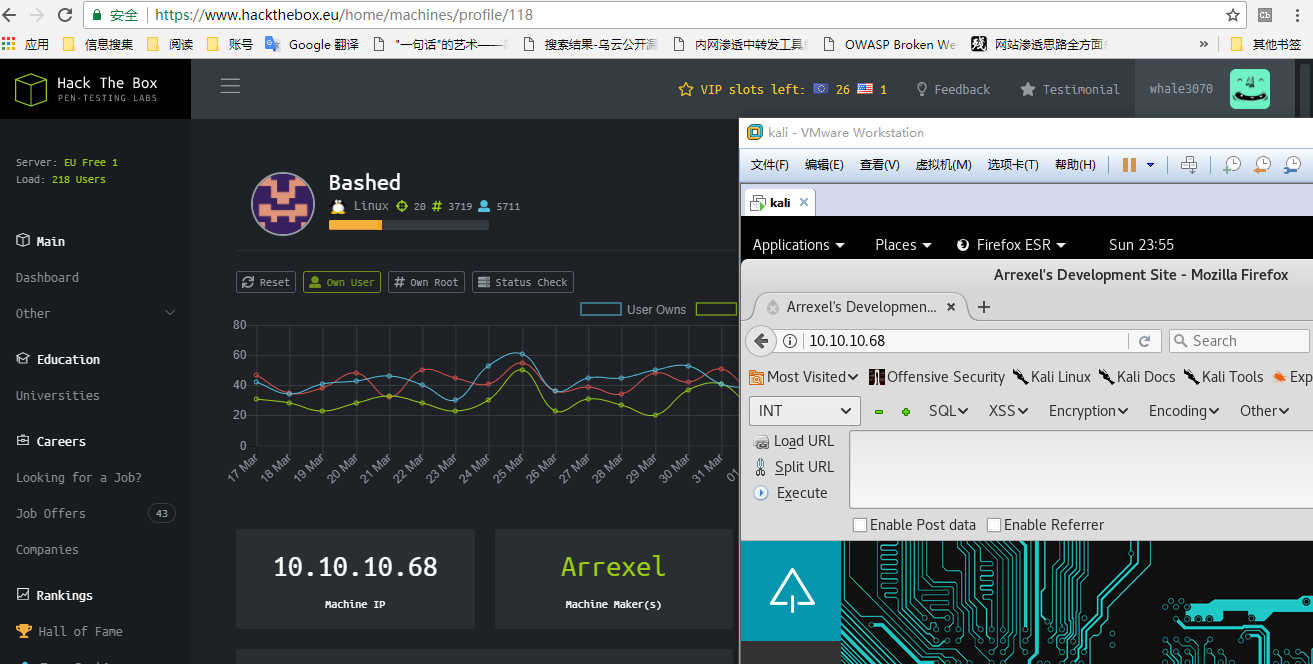 安全 https://www.hackthebox.eu/home/machines/profile/118
应用 信息搜集 阅读 账号 Google 翻译 "一句话"的艺术—— 搜索结果-乌云公开漏 内网渗透中转发工具 OWASP Broken We 网站渗透思路全方面 » 其他书签
Hack The Box
PEN-TESTING LABS
VIP slots left: 26 1 Feedback Testimonial whale3070
Server: EU Free 1
Load: 218 Users
Main
Dashboard
Other
Education
Universities
Careers
Looking for a Job?
Job Offers 43
Companies
Rankings
Hall of Fame
Bashed
Linux 20 # 3719 5711
Reset Own User # Own Root Status Check
User Owns
80
60
40
20
0
17 Mar 18 Mar 19 Mar 20 Mar 21 Mar 22 Mar 23 Mar 24 Mar 25 Mar 26 Mar 27 Mar 28 Mar 29 Mar 30 Mar 31 Mar 01
10.10.10.68
Machine IP
Arrexel
Machine Maker(s)
kali - VMware Workstation
文件(F) 编辑(E) 查看(V) 虚拟机(M) 选项卡(T) 帮助(H)
kali ×
Applications Places Firefox ESR Sun 23:55
Arrexel's Development Site - Mozilla Firefox
Arrexel's Developmen... × +
10.10.10.68 Search
Most Visited Offensive Security Kali Linux Kali Docs Kali Tools Exp
INT SQL XSS Encryption Encoding Other
Load URL
Split URL
Execute
Enable Post data Enable Referrer